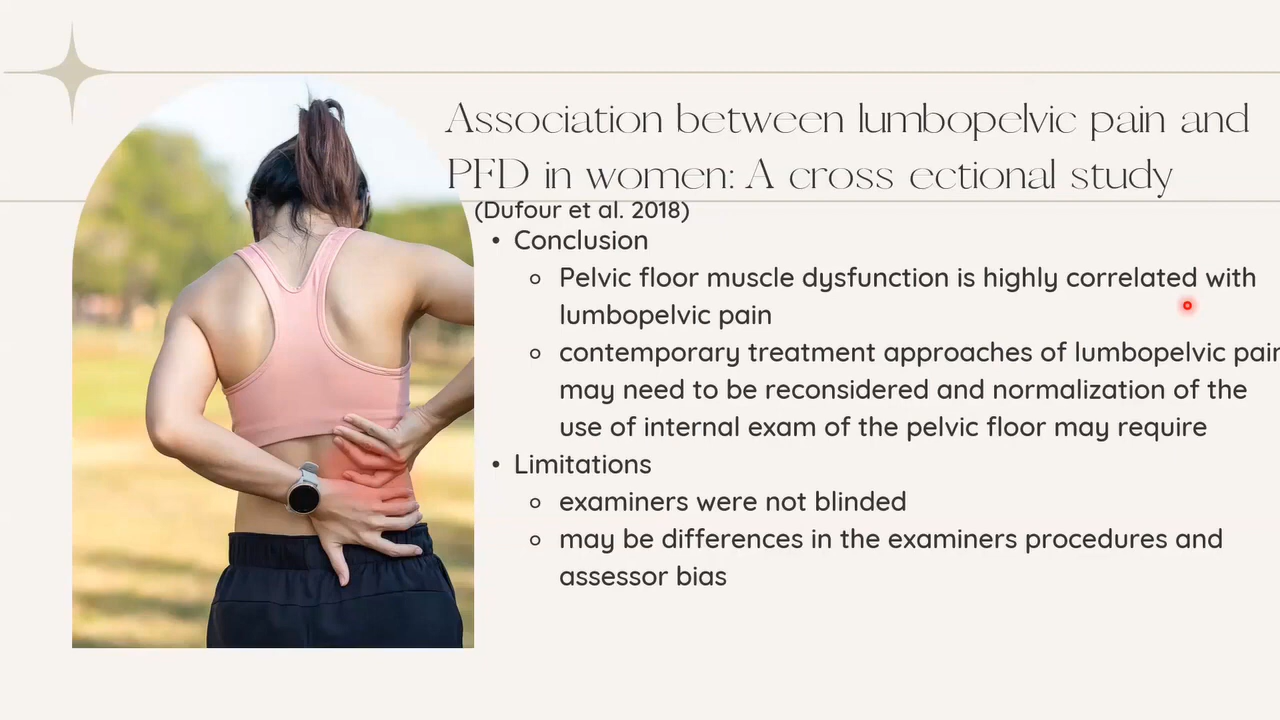 Association between lumbopelvic pain and
PFD in women: A cross ectional study
(Dufour et al. 2018)
• Conclusion
Pelvic floor muscle dysfunction is highly correlated with
lumbopelvic pain
contemporary treatment approaches of lumbopelvic pain
may need to be reconsidered and normalization of the
use of internal exam of the pelvic floor may require
• Limitations
examiners were not blinded
may be differences in the examiners procedures and
assessor bias